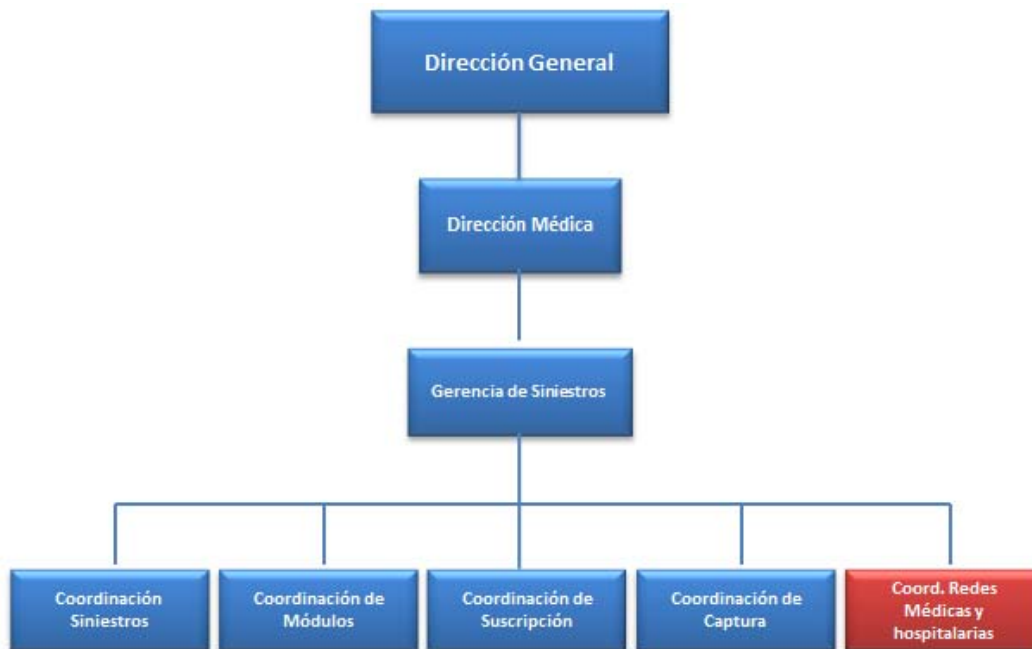 Dirección General
Dirección Médica
Gerencia de Siniestros
Coordinación
Siniestros
Coordinación de
Módulos
Coordinación de
Suscripción
Coordinación de
Captura
Coord. Redes
Médicas y
hospitalarias